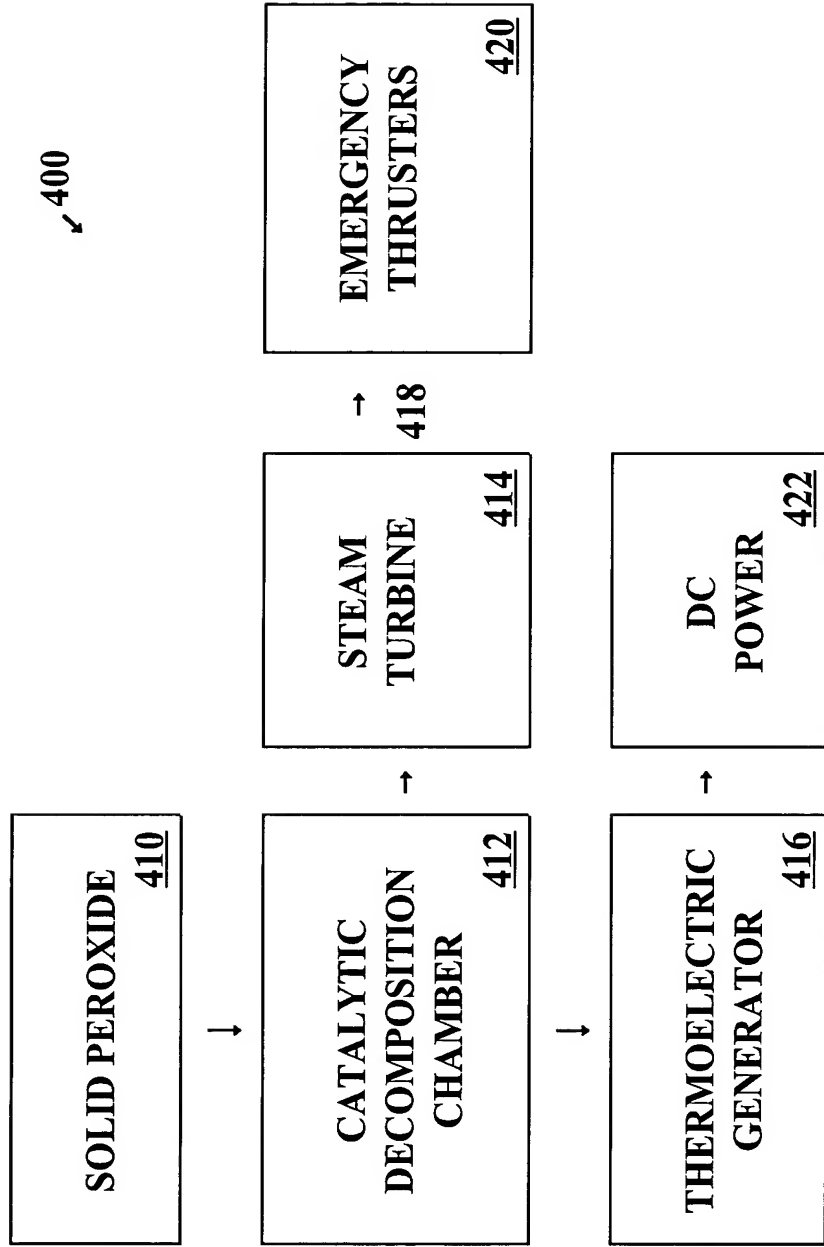 400
SOLID PEROXIDE
410
CATALYTIC
DECOMPOSITION
CHAMBER
412
STEAM
TURBINE
414
418
EMERGENCY
THRUSTERS
420
THERMOELECTRIC
GENERATOR
416
DC
POWER
422